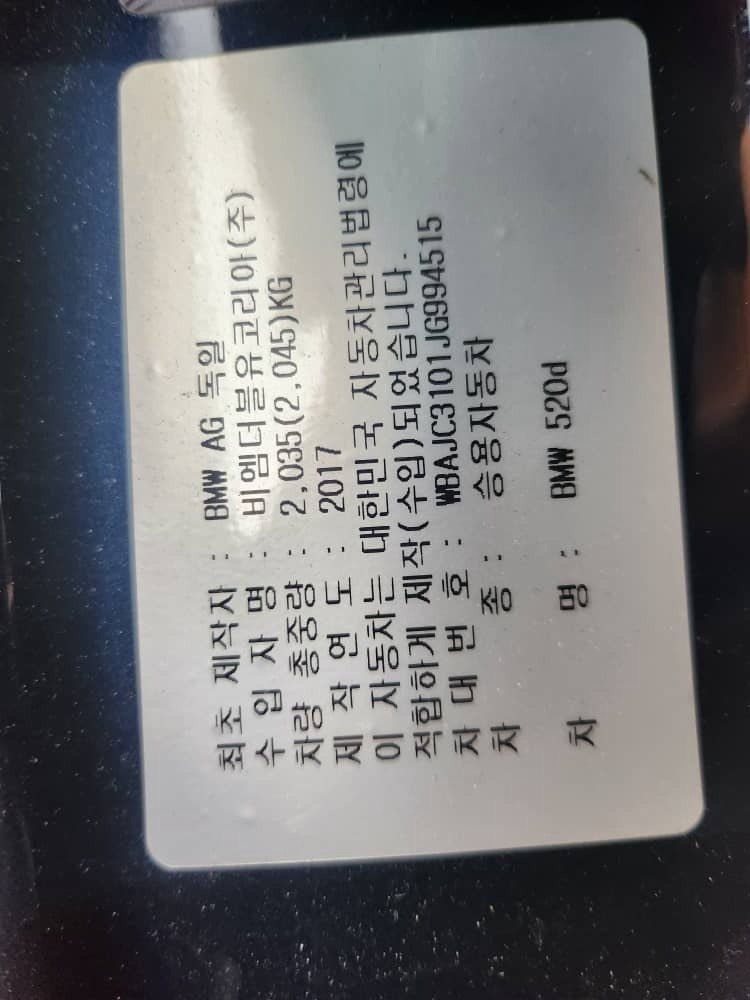 최초 제작자 : BMW AG 독일
수 입 자 명 : 비엠더블유코리아(주)
차량 총중량 : 2,035(2,045)KG
제 작 연 도 : 2017
이 자동차는 대한민국 자동차관리법령에
적합하게 제작(수입)되었습니다.
차 대 번 호 : WBAJC3101JG994515
차 종 : 승용자동차
차 명 : BMW 520d